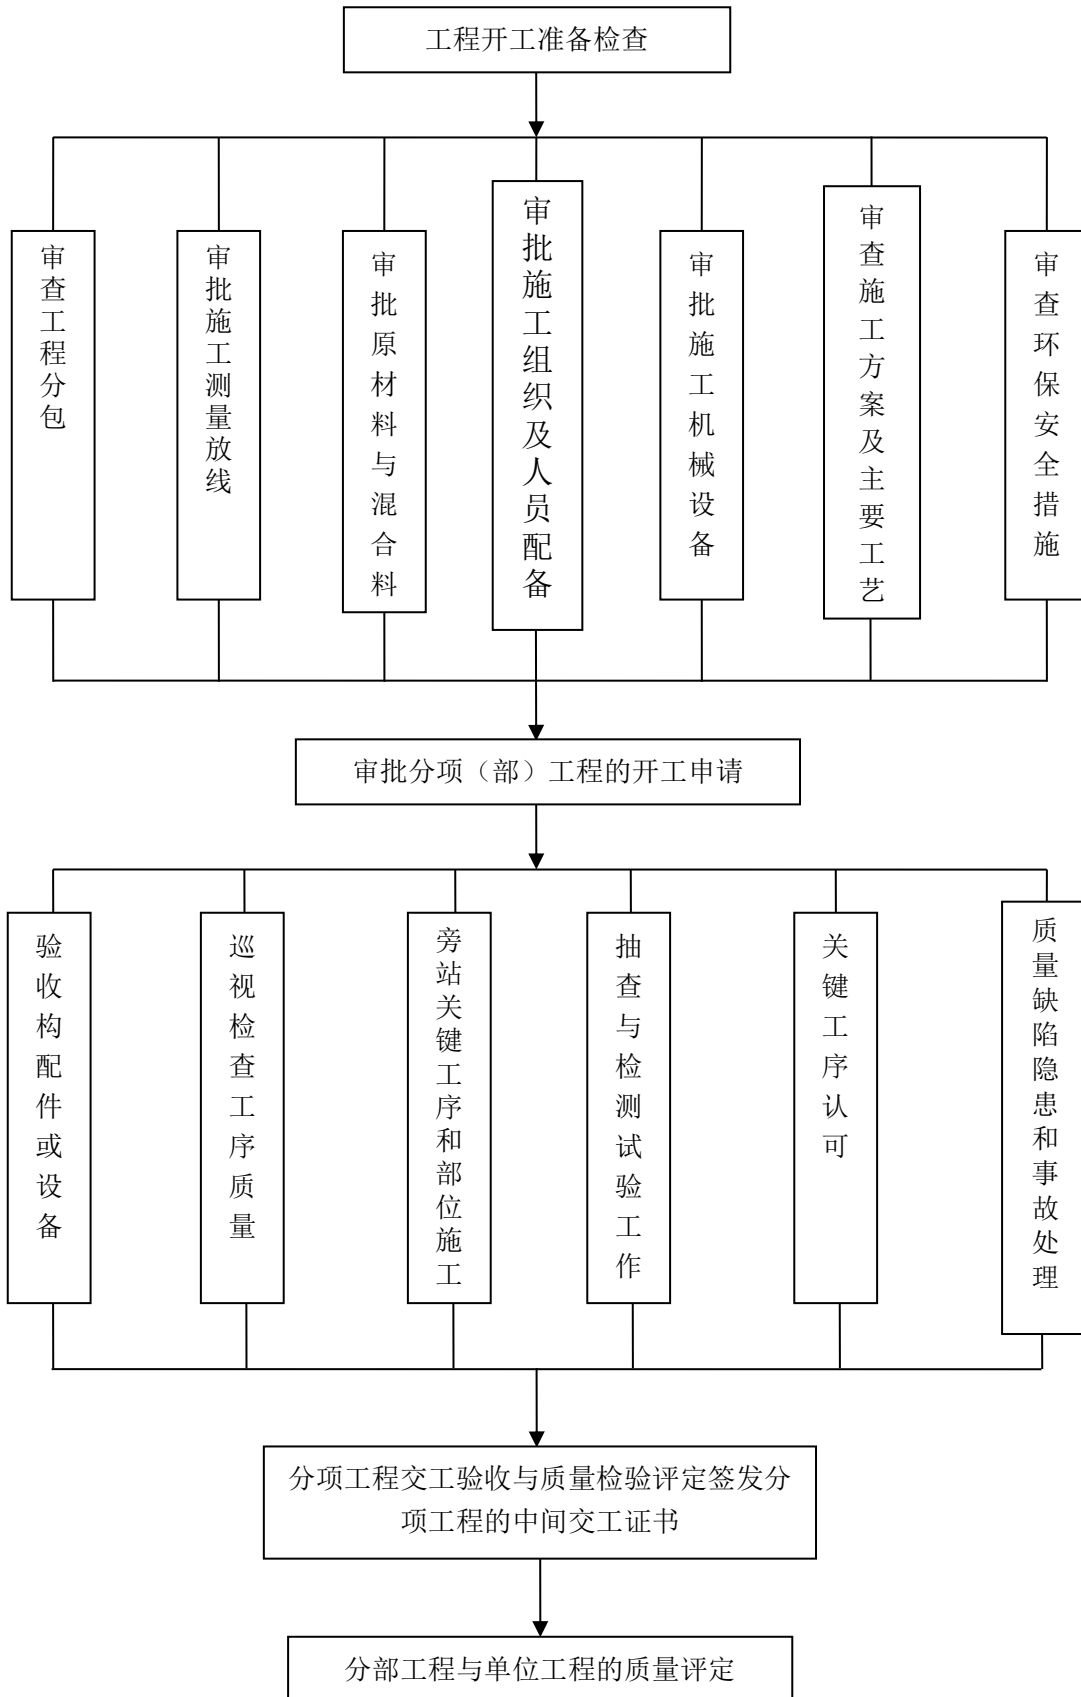 工程开工准备检查
审查工程分包
审批施工测量放线
审批原材料与混合料
审批施工组织及人员配备
审批施工机械设备
审查施工方案及主要工艺
审查环保安全措施
审批分项（部）工程的开工申请
验收构配件或设备
巡视检查工序质量
旁站关键工序和部位施工
抽查与检测试验工作
关键工序认可
质量缺陷隐患和事故处理
分项工程交工验收与质量检验评定签发分
项工程的中间交工证书
分部工程与单位工程的质量评定